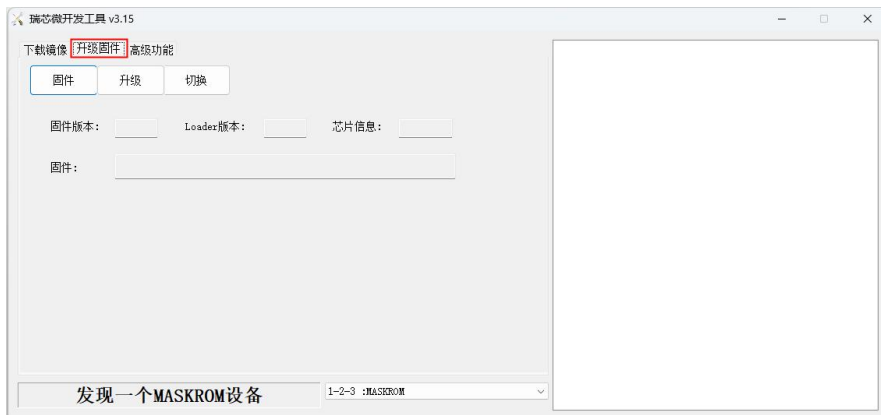 瑞芯微开发工具 v3.15
下载镜像 升级固件 高级功能
固件 升级 切换
固件版本: Loader版本: 芯片信息:
固件:
发现一个MASKROM设备 1-2-3 :MASKROM